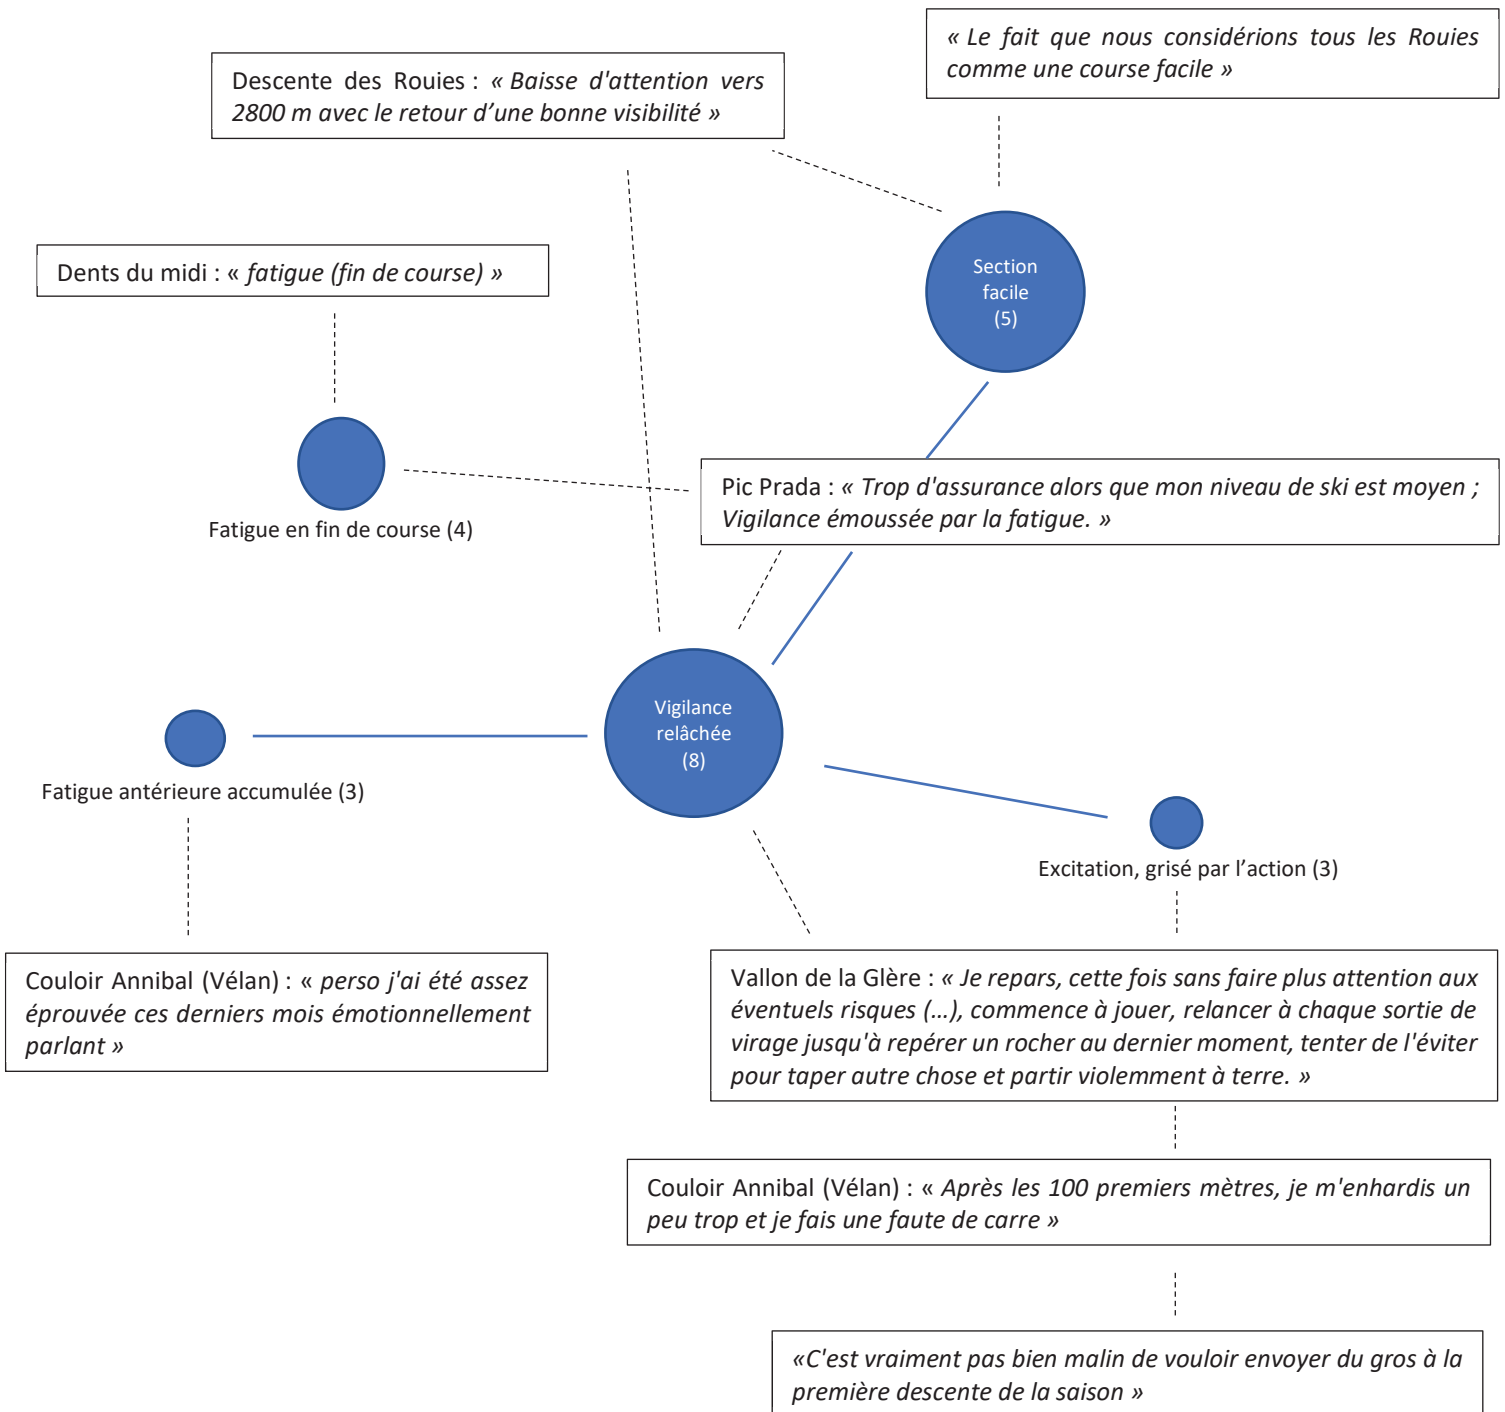 « Le fait que nous considérions tous les Rouies
comme une course facile »
Descente des Rouies : « Baisse d'attention vers
2800 m avec le retour d’une bonne visibilité »
Dents du midi : « fatigue (fin de course) »
Section
facile
(5)
Fatigue en fin de course (4)
Pic Prada : « Trop d'assurance alors que mon niveau de ski est moyen ;
Vigilance émoussée par la fatigue. »
Vigilance
relâchée
(8)
Fatigue antérieure accumulée (3)
Excitation, grisé par l’action (3)
Couloir Annibal (Vélan) : « perso j'ai été assez
éprouvée ces derniers mois émotionnellement
parlant »
Vallon de la Glère : « Je repars, cette fois sans faire plus attention aux
éventuels risques (…), commence à jouer, relancer à chaque sortie de
virage jusqu'à repérer un rocher au dernier moment, tenter de l'éviter
pour taper autre chose et partir violemment à terre. »
Couloir Annibal (Vélan) : « Après les 100 premiers mètres, je m'enhardis un
peu trop et je fais une faute de carre »
«C'est vraiment pas bien malin de vouloir envoyer du gros à la
première descente de la saison »